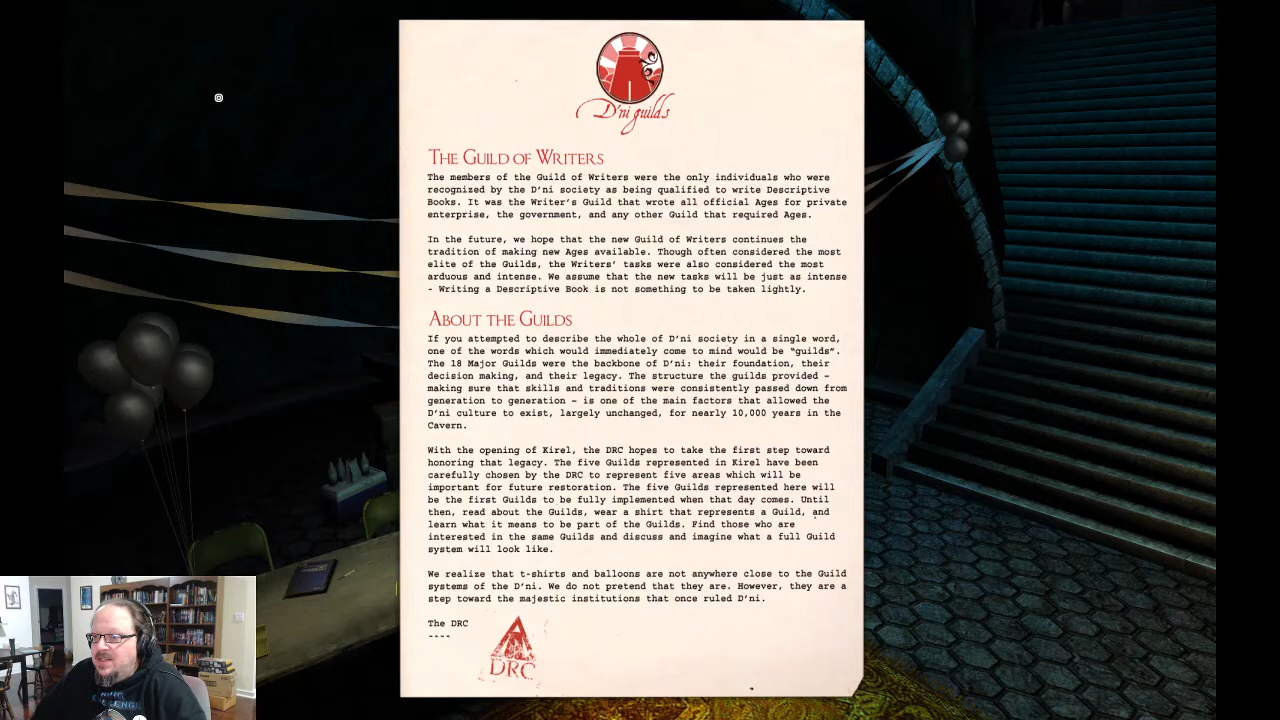 D'ni guilds
The Guild of Writers
The members of the Guild of Writers were the only individuals who were
recognized by the D'ni society as being qualified to write Descriptive
Books. It was the Writer's Guild that wrote all official Ages for private
enterprise, the government, and any other Guild that required Ages.
In the future, we hope that the new Guild of Writers continues the
tradition of making new Ages available. Though often considered the most
elite of the Guilds, the Writers' tasks were also considered the most
arduous and intense. We assume that the new tasks will be just as intense
- Writing a Descriptive Book is not something to be taken lightly.
About the Guilds
If you attempted to describe the whole of D'ni society in a single word,
one of the words which would immediately come to mind would be "guilds".
The 18 Major Guilds were the backbone of D'ni: their foundation, their
decision making, and their legacy. The structure the guilds provided –
making sure that skills and traditions were consistently passed down from
generation to generation – is one of the main factors that allowed the
D'ni culture to exist, largely unchanged, for nearly 10,000 years in the
Cavern.
With the opening of Kirel, the DRC hopes to take the first step toward
honoring that legacy. The five Guilds represented in Kirel have been
carefully chosen by the DRC to represent five areas which will be
important for future restoration. The five Guilds represented here will
be the first Guilds to be fully implemented when that day comes. Until
then, read about the Guilds, wear a shirt that represents a Guild, and
learn what it means to be part of the Guilds. Find those who are
interested in the same Guilds and discuss and imagine what a full Guild
system will look like.
We realize that t-shirts and balloons are not anywhere close to the Guild
systems of the D'ni. We do not pretend that they are. However, they are a
step toward the majestic institutions that once ruled D'ni.
The DRC
----
DRC